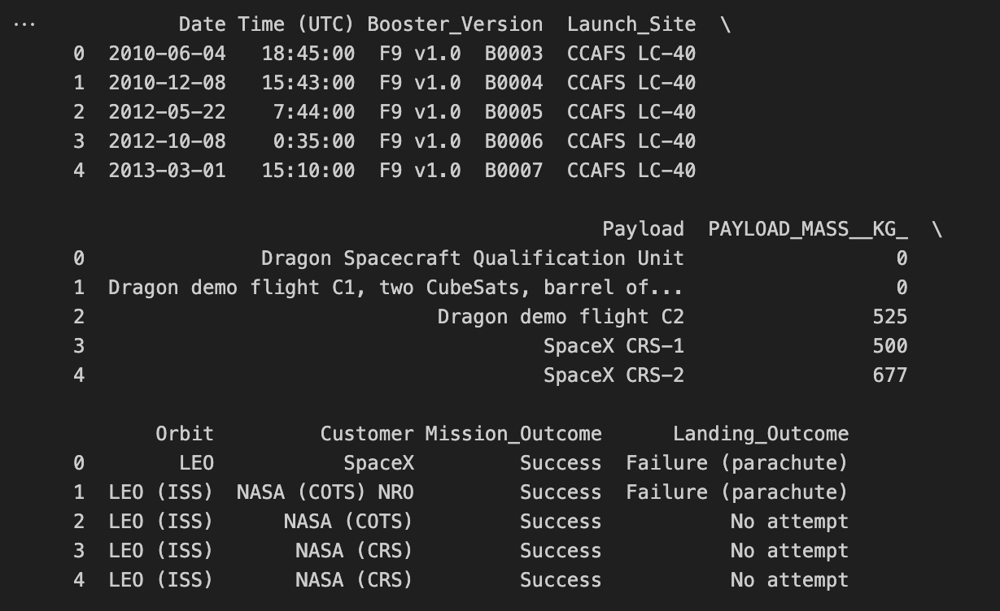 ...
Date Time (UTC) Booster_Version Launch_Site \
0 2010-06-04 18:45:00 F9 v1.0 B0003 CCAFS LC-40
1 2010-12-08 15:43:00 F9 v1.0 B0004 CCAFS LC-40
2 2012-05-22 7:44:00 F9 v1.0 B0005 CCAFS LC-40
3 2012-10-08 0:35:00 F9 v1.0 B0006 CCAFS LC-40
4 2013-03-01 15:10:00 F9 v1.0 B0007 CCAFS LC-40
Payload PAYLOAD_MASS__KG_ \
0 Dragon Spacecraft Qualification Unit 0
1 Dragon demo flight C1, two CubeSats, barrel of... 0
2 Dragon demo flight C2 525
3 SpaceX CRS-1 500
4 SpaceX CRS-2 677
Orbit Customer Mission_Outcome Landing_Outcome
0 LEO SpaceX Success Failure (parachute)
1 LEO (ISS) NASA (COTS) NRO Success Failure (parachute)
2 LEO (ISS) NASA (COTS) Success No attempt
3 LEO (ISS) NASA (CRS) Success No attempt
4 LEO (ISS) NASA (CRS) Success No attempt